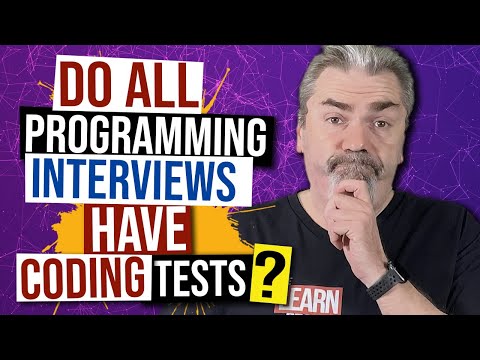 DO ALL
PROGRAMMING
INTERVIEWS
HAVE
CODING TESTS ?
LEARN